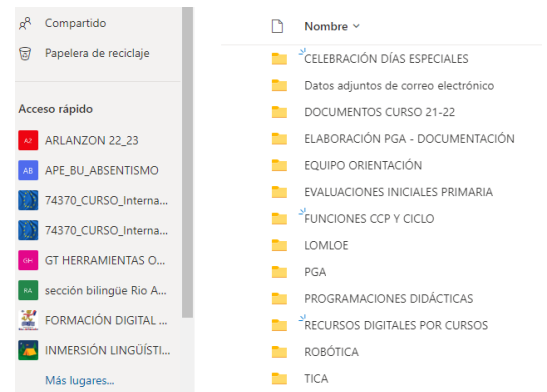 Compartido
Papelera de reciclaje
Acceso rápido
A2 ARLANZON 22_23
AB APE_BU_ABSENTISMO
74370_CURSO_Interna...
74370_CURSO_Interna...
GH GT HERRAMIENTAS O...
RA sección bilingüe Rio A...
FORMACIÓN DIGITAL ...
INMERSIÓN LINGÜÍSTI...
Más lugares...
Nombre
CELEBRACIÓN DÍAS ESPECIALES
Datos adjuntos de correo electrónico
DOCUMENTOS CURSO 21-22
ELABORACIÓN PGA - DOCUMENTACIÓN
EQUIPO ORIENTACIÓN
EVALUACIONES INICIALES PRIMARIA
FUNCIONES CCP Y CICLO
LOMLOE
PGA
PROGRAMACIONES DIDÁCTICAS
RECURSOS DIGITALES POR CURSOS
ROBÓTICA
TICA